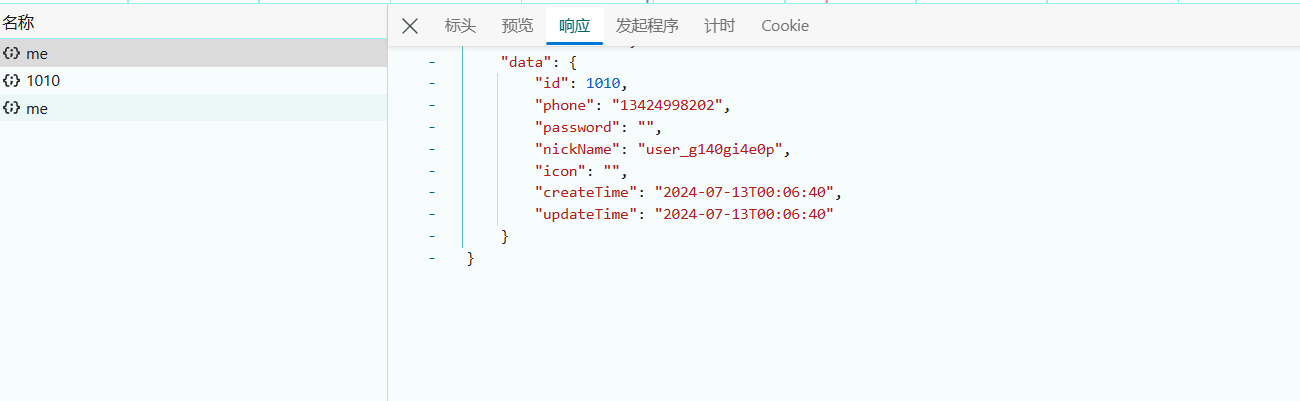 名称
标头 预览 响应 发起程序 计时 Cookie
me
1010
me
- "data": {
- "id": 1010,
- "phone": "13424998202",
- "password": "",
- "nickName": "user_g140gi4e0p",
- "icon": "",
- "createTime": "2024-07-13T00:06:40",
- "updateTime": "2024-07-13T00:06:40"
- }
- }